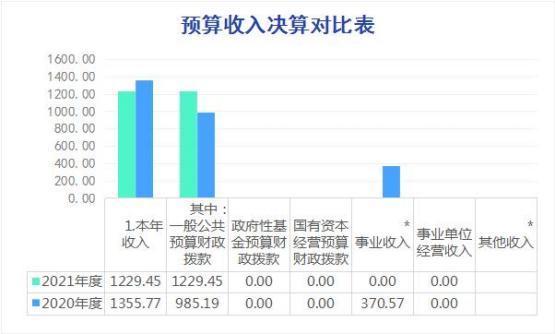 预算收入决算对比表
1600.00
1400.00
1200.00
1000.00
800.00
600.00
400.00
200.00
0.00
1.本年
收入
其中：
一般公共
预算财政
拨款
政府性基
金预算财
政拨款
国有资本
经营预算
财政拨款
*
事业收入
事业单位
经营收入
*
其他收入
2021年度 1229.45 1229.45 0.00 0.00 0.00 0.00
2020年度 1355.77 985.19 0.00 0.00 370.57 0.00